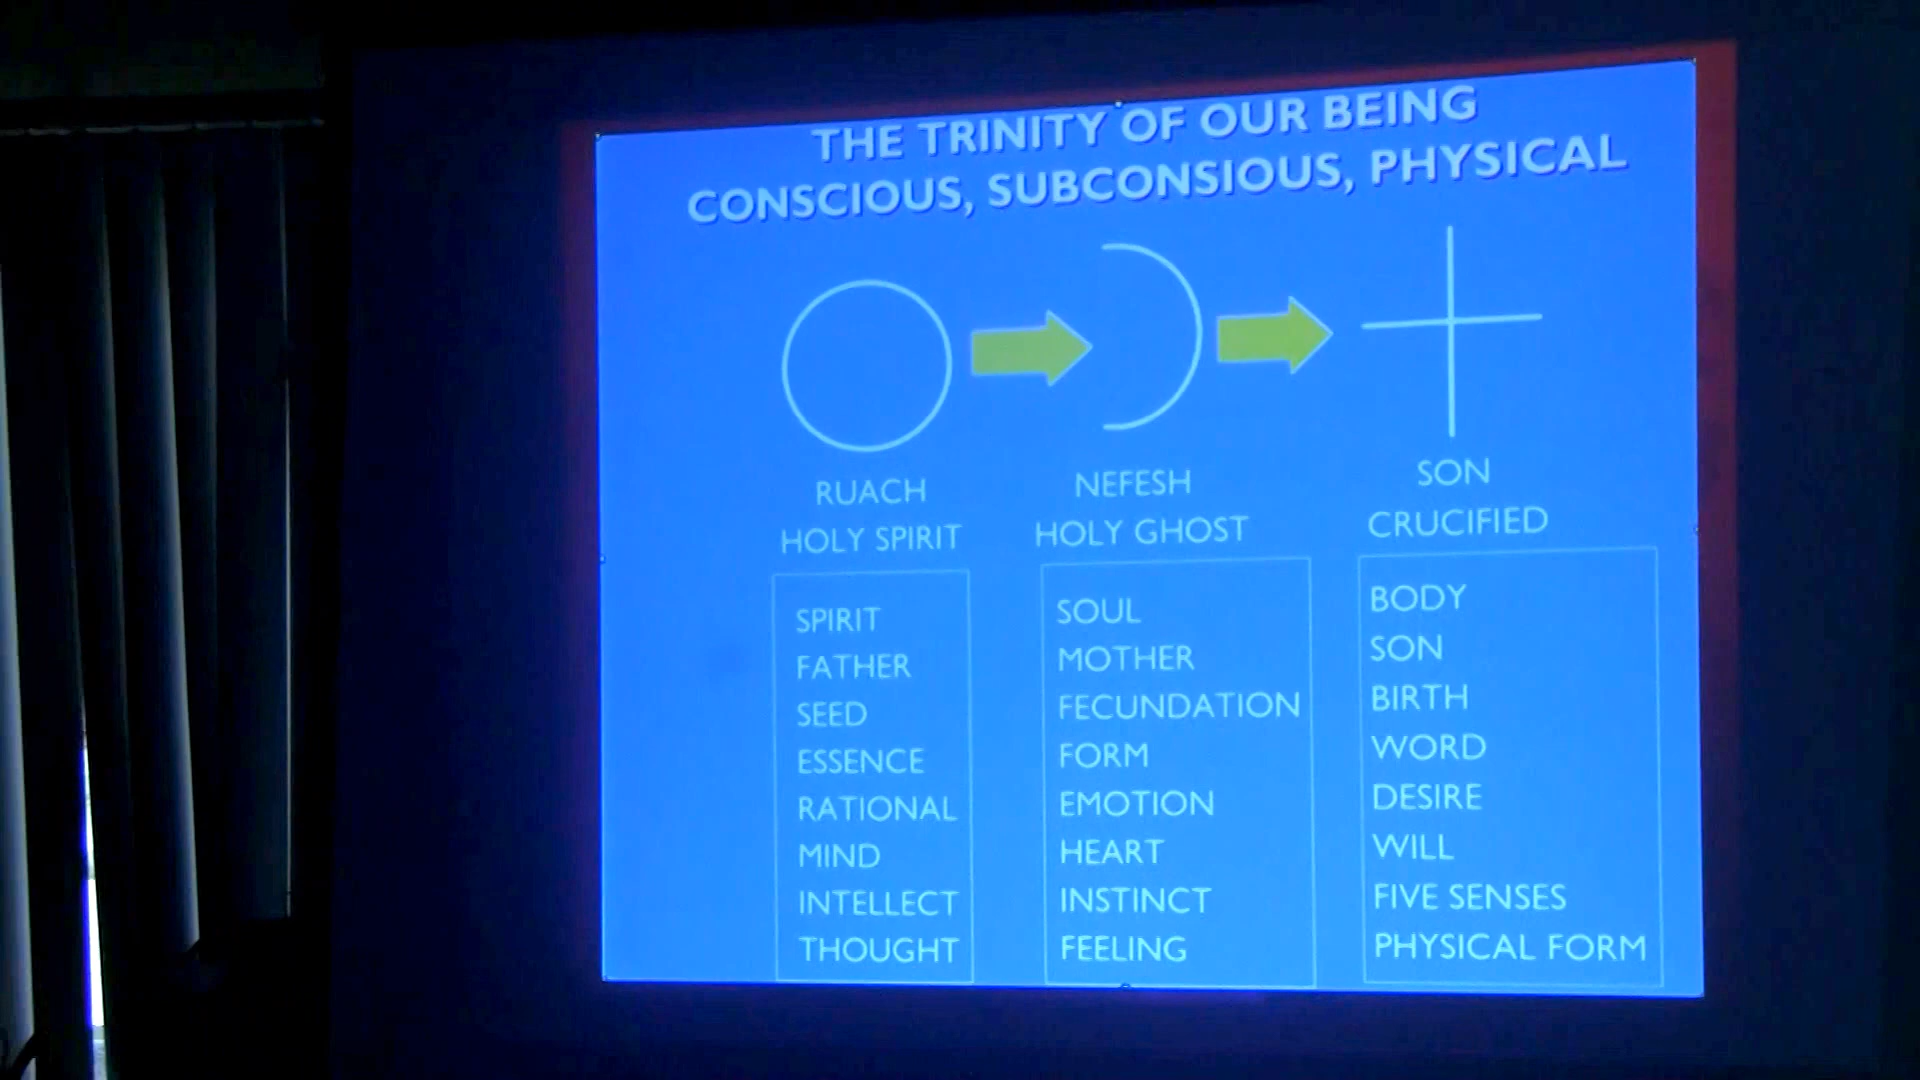 THE TRINITY OF OUR BEING
CONSCIOUS, SUBCONSIOUS, PHYSICAL
RUACH
HOLY SPIRIT
NEFESH
HOLY GHOST
SON
CRUCIFIED
SPIRIT
FATHER
SEED
ESSENCE
RATIONAL
MIND
INTELLECT
THOUGHT
SOUL
MOTHER
FECUNDATION
FORM
EMOTION
HEART
INSTINCT
FEELING
BODY
SON
BIRTH
WORD
DESIRE
WILL
FIVE SENSES
PHYSICAL FORM